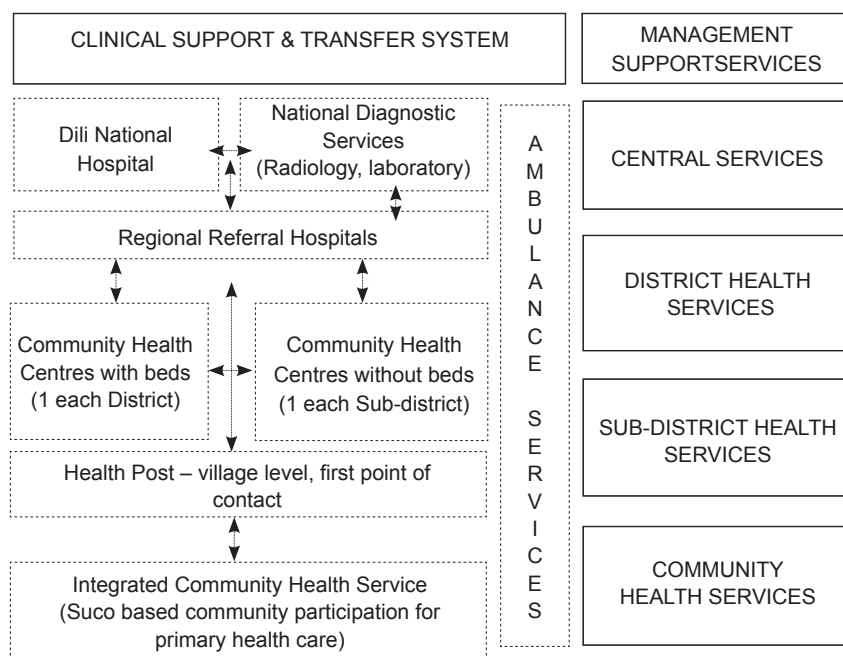 CLINICAL SUPPORT & TRANSFER SYSTEM
MANAGEMENT
SUPPORTSERVICES
Dili National
Hospital
National Diagnostic
Services
(Radiology, laboratory)
Regional Referral Hospitals
Community Health
Centres with beds
(1 each District)
Community Health
Centres without beds
(1 each Sub-district)
Health Post – village level, first point of
contact
Integrated Community Health Service
(Suco based community participation for
primary health care)
A
M
B
U
L
A
N
C
E
S
E
R
V
I
C
E
S
CENTRAL SERVICES
DISTRICT HEALTH
SERVICES
SUB-DISTRICT HEALTH
SERVICES
COMMUNITY
HEALTH SERVICES